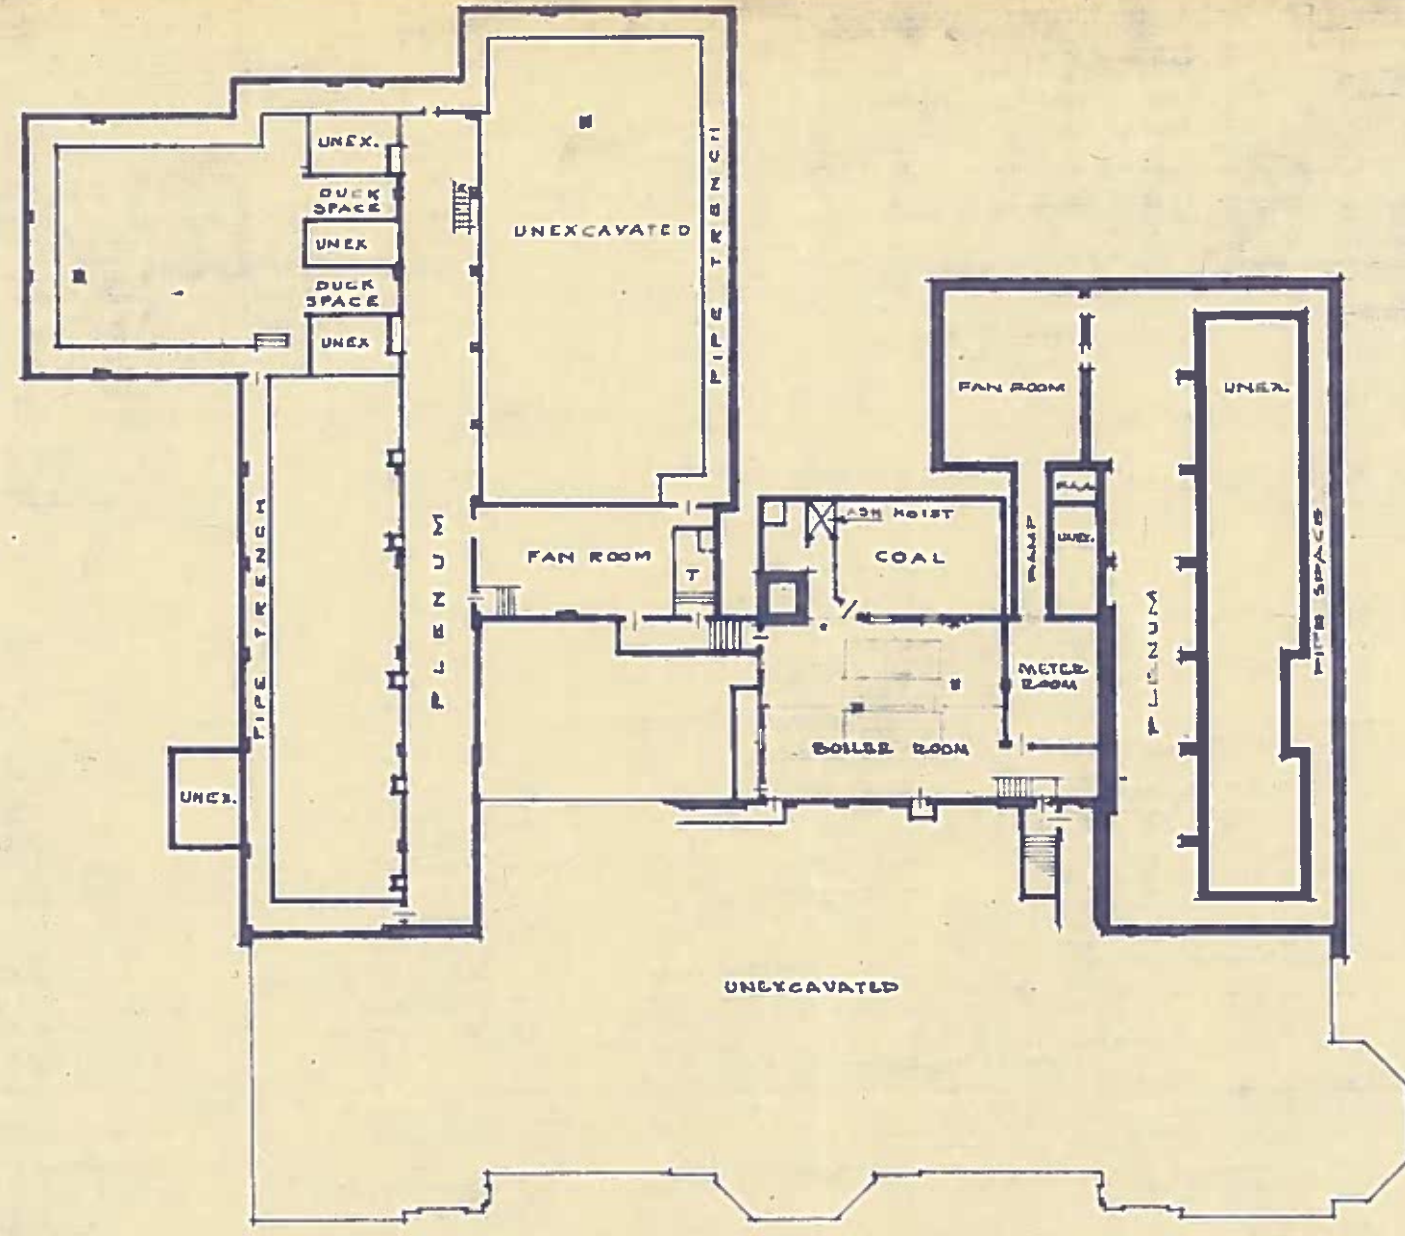 UNEX.
DUCK
SPACE
UNEX
DUCK
SPACE
UNEX
UNEXCAVATED
PIPE TRENCH
FAN ROOM
UNEX.
ASH HOIST
COAL
FAN ROOM
T
PLENUM
PIPE TRENCH
RAMP
UNEX.
PLENUM
PIPE SPACE
METER
ROOM
BOILER ROOM
UNEX.
UNEXCAVATED